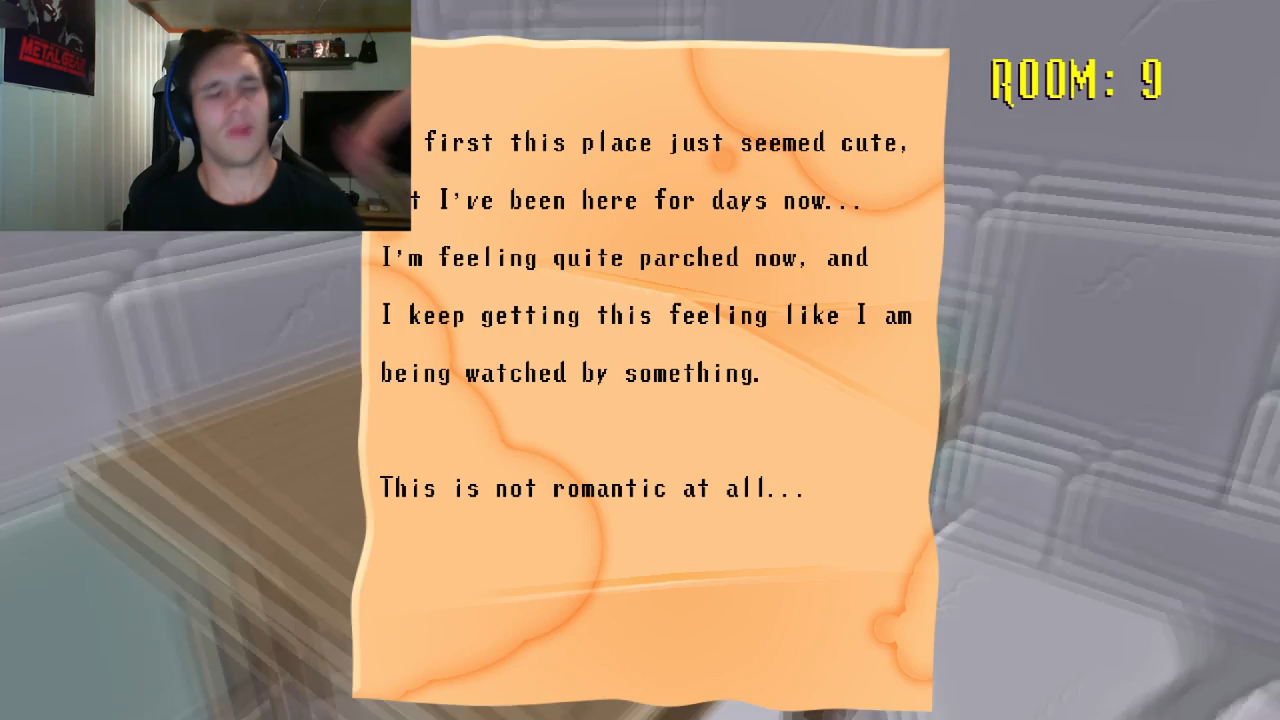 METAL GEAR
ROOM: 9
first this place just seemed cute,
I've been here for days now...
I'm feeling quite parched now, and
I keep getting this feeling like I am
being watched by something.
This is not romantic at all...